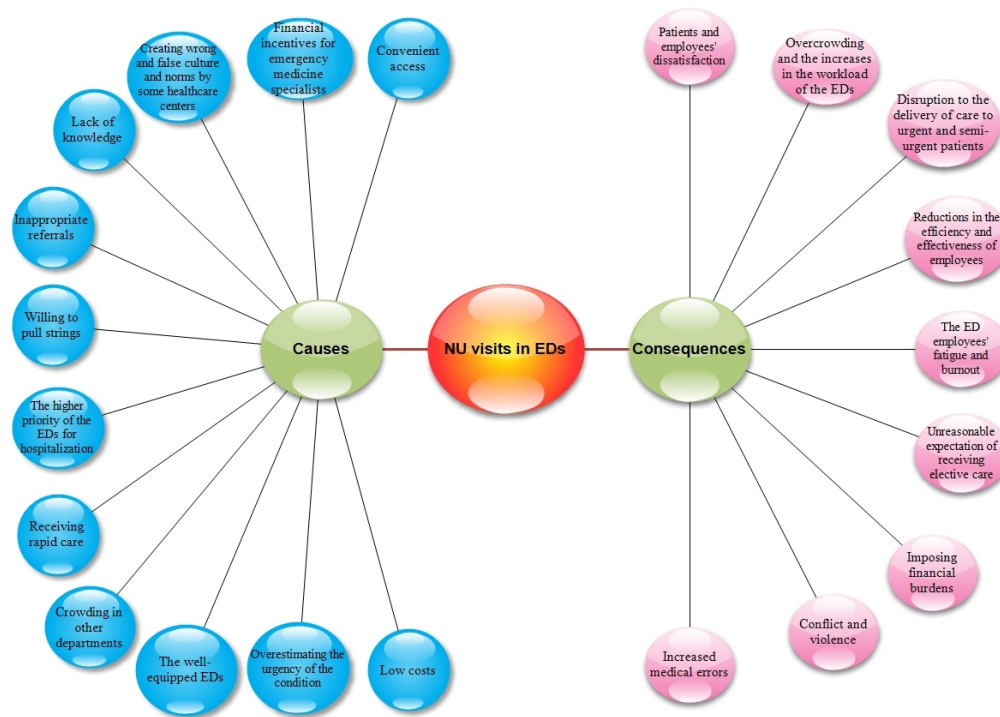 Convenient
access
Financial
incentives for
emergency
medicine
specialists
Creating wrong
and false culture
and norms by
some healthcare
centers
Lack of
knowledge
Inappropriate
referrals
Willing to
pull strings
The higher
priority of the
EDs for
hospitalization
Receiving
rapid care
Crowding in
other
departments
The well-
equipped EDs
Overestimating the
urgency of the
condition
Low costs
Causes
NU visits in EDs
Consequences
Patients and
employees'
dissatisfaction
Overcrowding
and the increases
in the workload
of the EDs
Disruption to the
delivery of care to
urgent and semi-
urgent patients
Reductions in the
efficiency and
effectiveness of
employees
The ED
employees'
fatigue and
burnout
Unreasonable
expectation of
receiving
elective care
Imposing
financial
burdens
Conflict and
violence
Increased
medical errors